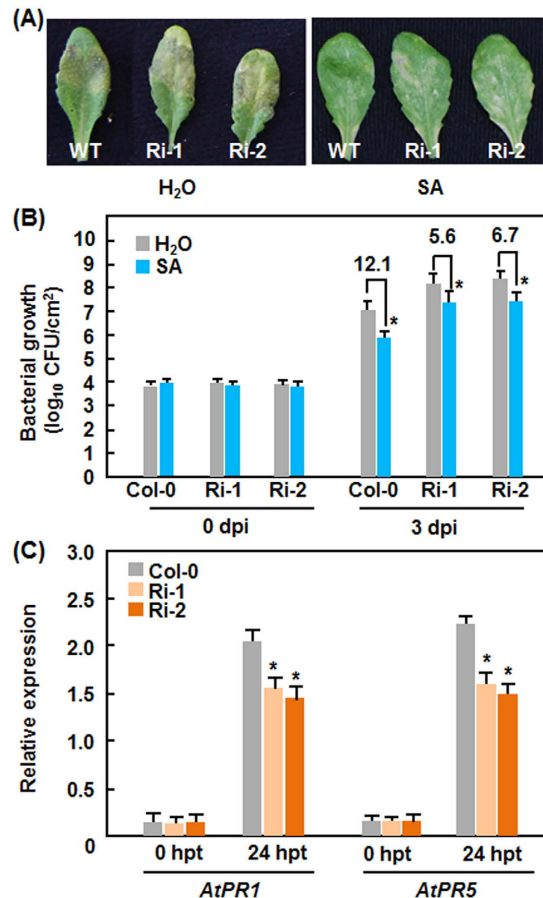 (A)
WT Ri-1 Ri-2 WT Ri-1 Ri-2
H₂O SA
(B)
H₂O
SA
12.1 5.6 6.7
* * *
Bacterial growth
(log₁₀ CFU/cm²)
10
9
8
7
6
5
4
3
2
1
0
Col-0 Ri-1 Ri-2 Col-0 Ri-1 Ri-2
0 dpi 3 dpi
(C)
Col-0
Ri-1
Ri-2
* * * *
Relative expression
3.0
2.5
2.0
1.5
1.0
0.5
0
0 hpt 24 hpt 0 hpt 24 hpt
AtPR1 AtPR5